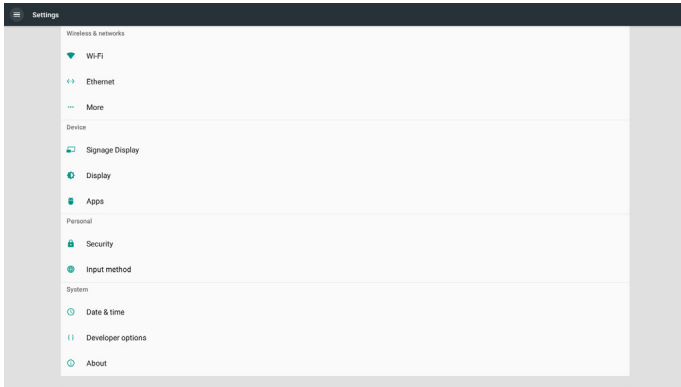 Settings
Wireless & networks
Wi-Fi
Ethernet
More
Device
Signage Display
Display
Apps
Personal
Security
Input method
System
Date & time
Developer options
About